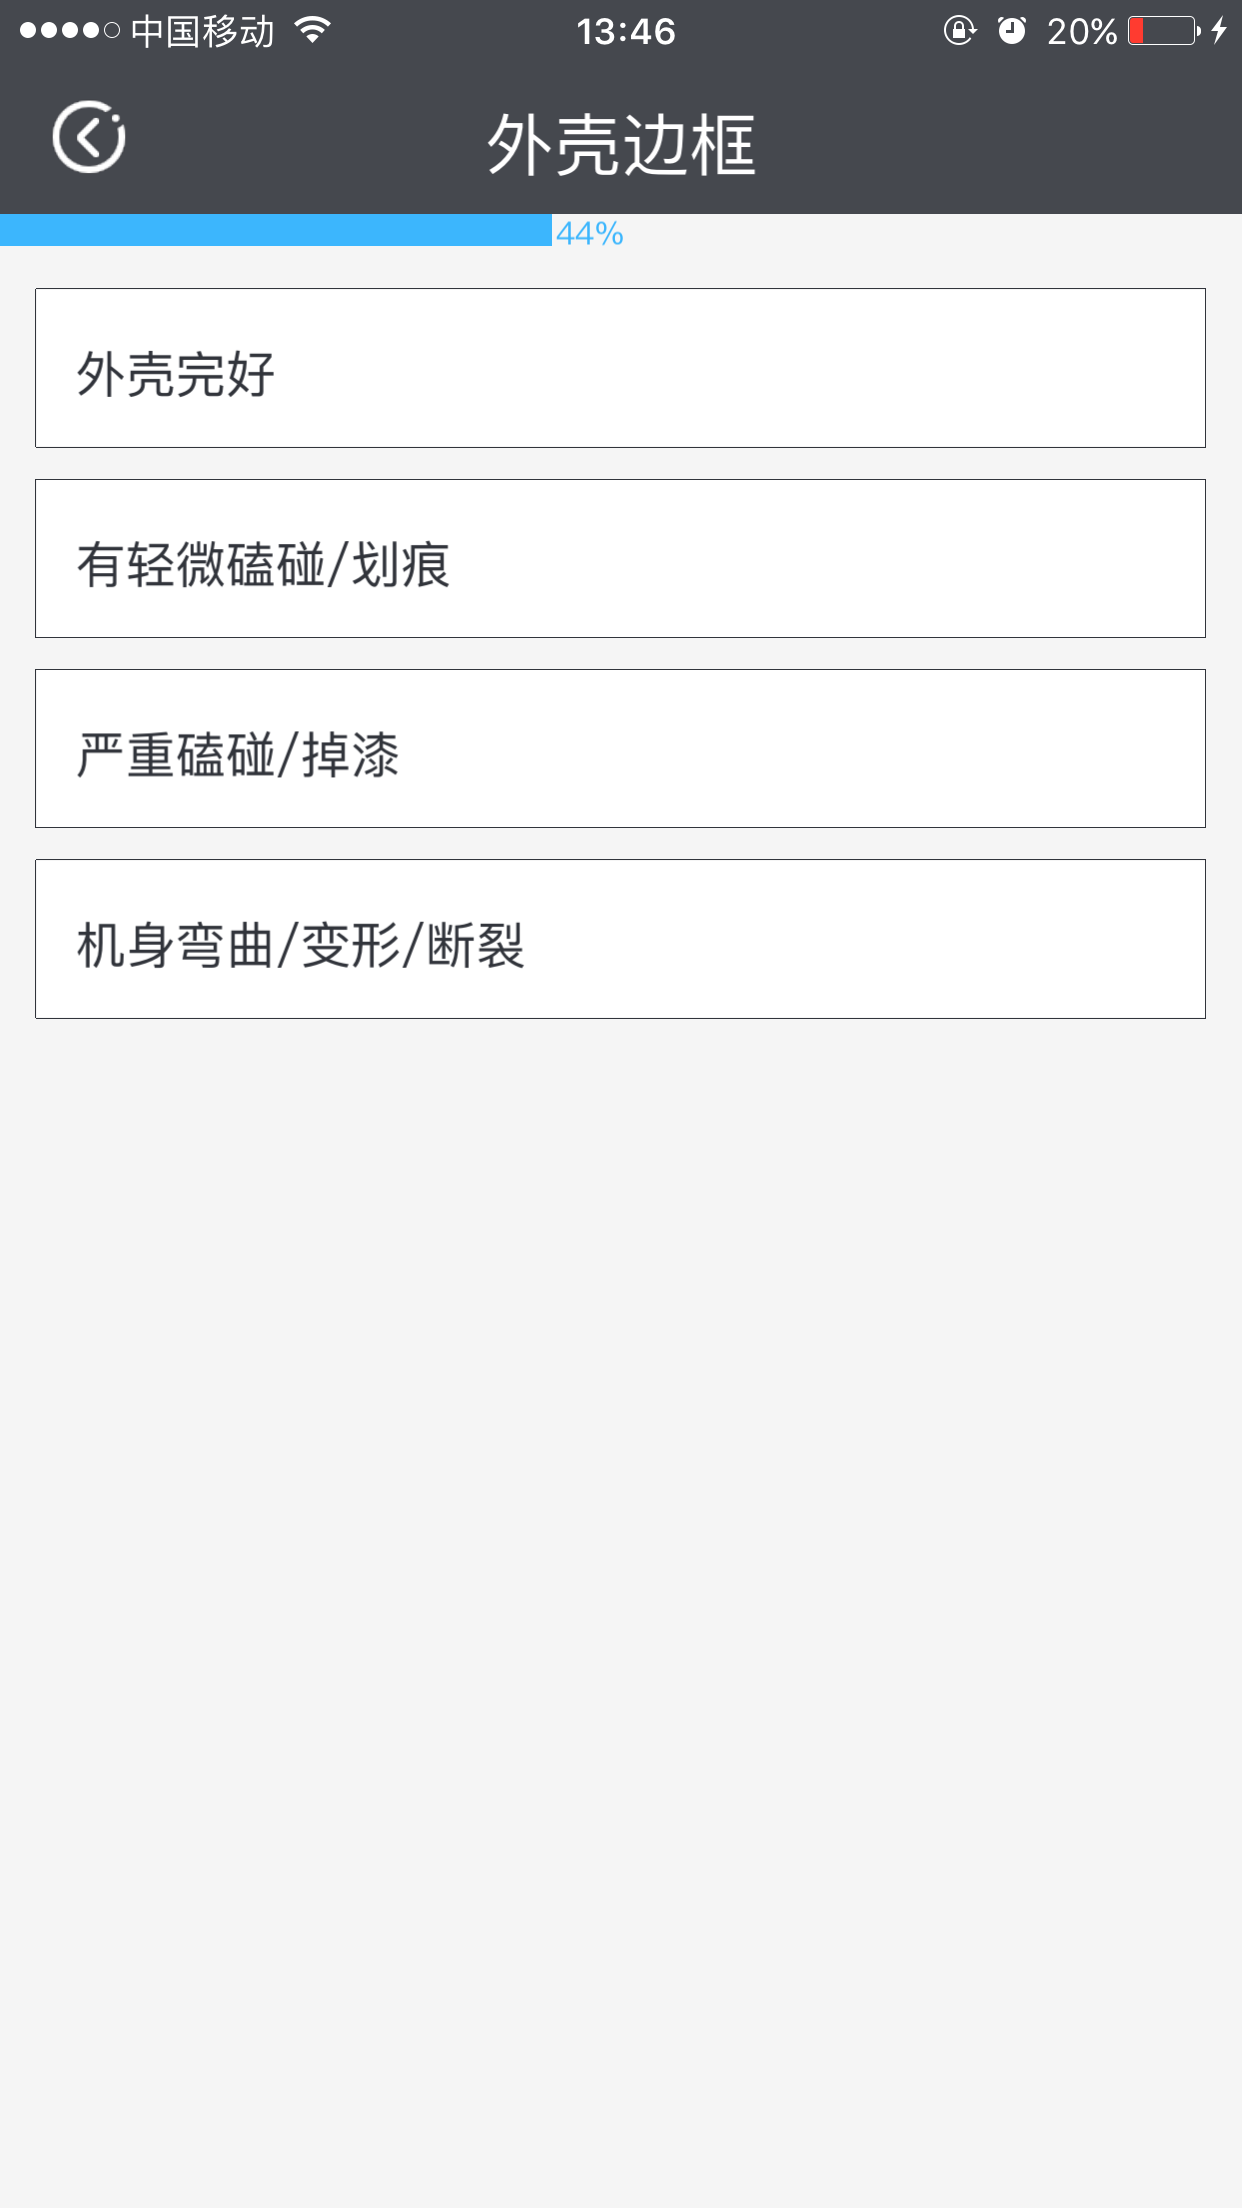 中国移动 13:46 20%
外壳边框
44%
外壳完好
有轻微磕碰/划痕
严重磕碰/掉漆
机身弯曲/变形/断裂